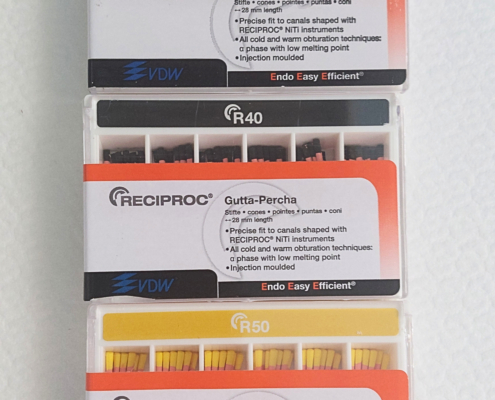 Stifte • cones • pointes • puntas • coni
↔28 mm length
•Precise fit to canals shaped with
RECIPROC® NiTi instruments
•All cold and warm obturation techniques:
α phase with low melting point
•Injection moulded
VDW
Endo Easy Efficient®
R40
RECIPROC®
Gutta-Percha
Stifte • cones • pointes • puntas • coni
↔28 mm length
•Precise fit to canals shaped with
RECIPROC® NiTi instruments
•All cold and warm obturation techniques:
α phase with low melting point
•Injection moulded
VDW
Endo Easy Efficient®
R50
RECIPROC®
Gutta-Percha